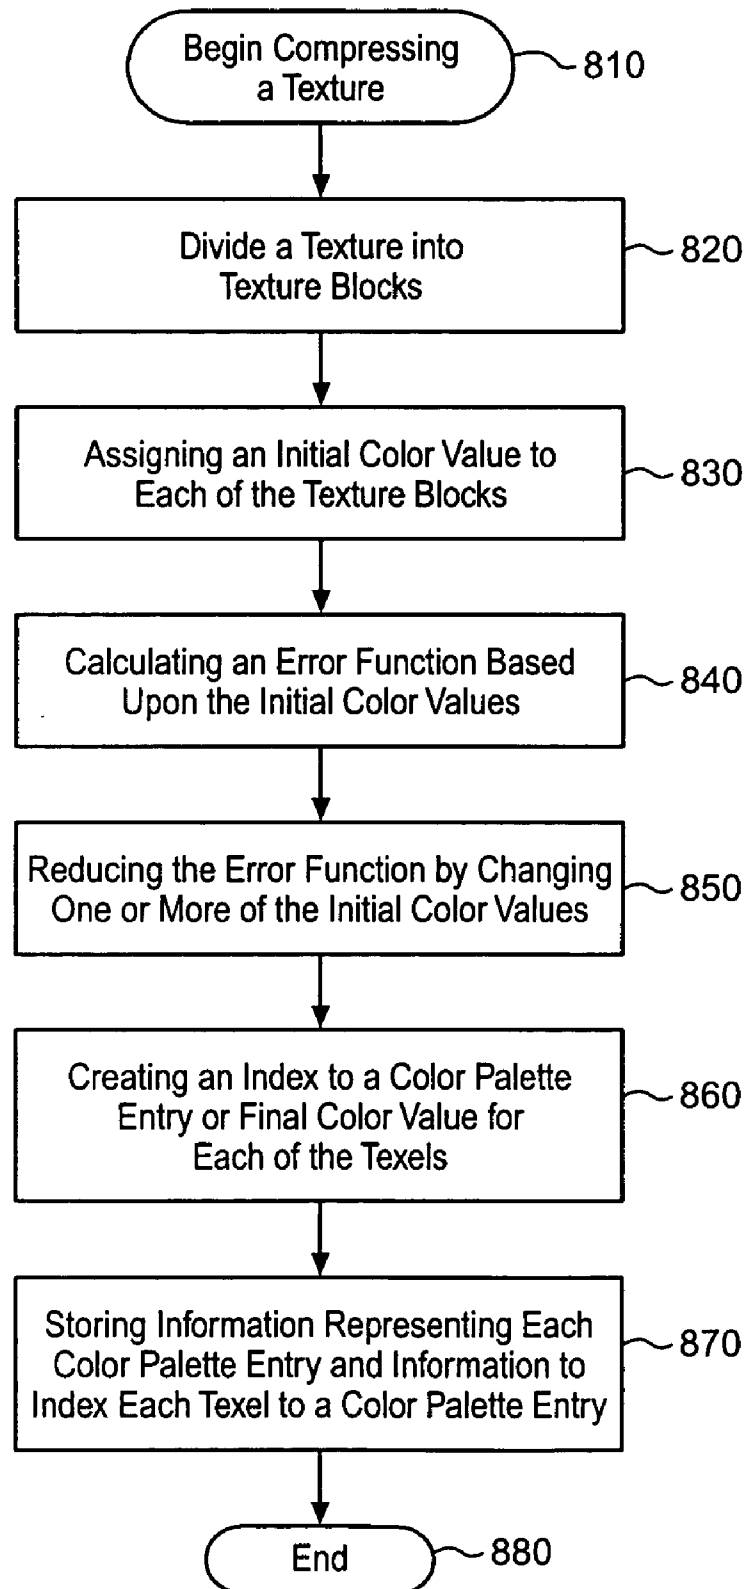 Begin Compressing
a Texture
810
Divide a Texture into
Texture Blocks
820
Assigning an Initial Color Value to
Each of the Texture Blocks
830
Calculating an Error Function Based
Upon the Initial Color Values
840
Reducing the Error Function by Changing
One or More of the Initial Color Values
850
Creating an Index to a Color Palette
Entry or Final Color Value for
Each of the Texels
860
Storing Information Representing Each
Color Palette Entry and Information to
Index Each Texel to a Color Palette Entry
870
End
880